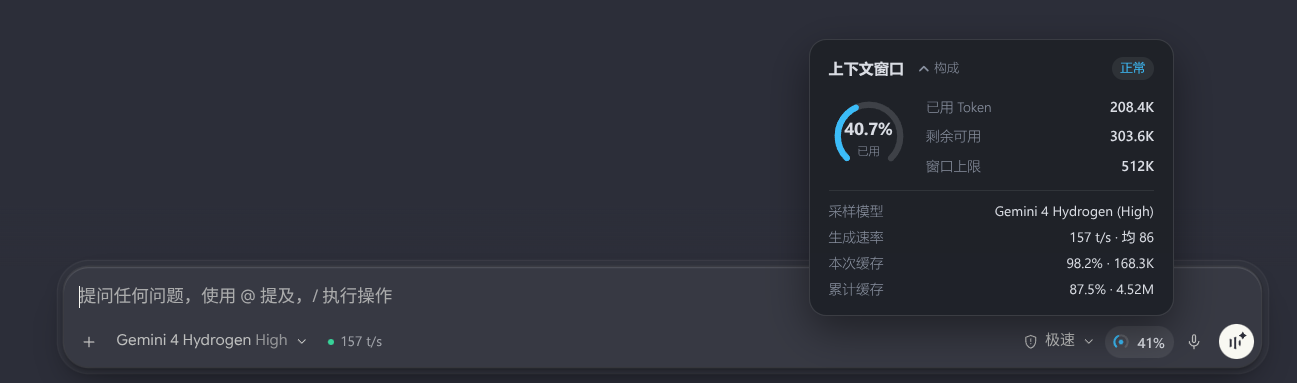 上下文窗口 构成 正常
40.7%
已用
已用 Token 208.4K
剩余可用 303.6K
窗口上限 512K
采样模型 Gemini 4 Hydrogen (High)
生成速率 157 t/s · 均 86
本次缓存 98.2% · 168.3K
累计缓存 87.5% · 4.52M
提问任何问题，使用 @ 提及，/ 执行操作
+ Gemini 4 Hydrogen High 157 t/s 极速 41%